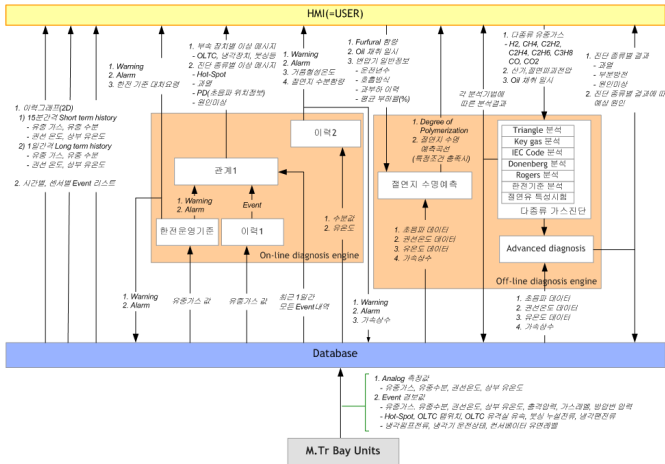 HMI(=USER)
1. 이력그래프(2D)
1) 15분간격 Short term history
- 유중 가스, 유중 수분
- 권선 온도, 상부 유온도
1) 1일간격 Long term history
- 유중 가스, 유중 수분
- 권선 온도, 상부 유온도
2. 시간별, 센서별 Event 리스트
1. Warning
2. Alarm
3. 한전 기준 대처요령
1. 부속 장치별 이상 메시지
- OLTC, 냉각장치, 붓싱등
2. 진단 종류별 이상 메시지
- Hot-Spot
- 과열
- PD(초음파 위치정보)
- 원인이상
1. Warning
2. Alarm
3. 기름형성온도
4. 절연지 수분함량
1. Furfural 함량
2. Oil 채취 일시
3. 변압기 일반정보
- 운전년수
- 호흡방식
- 과부하 이력
- 평균 부하율(%)
1. Degree of
Polymerization
2. 절연지 수명
예측곡선
(특정조건 충족시)
각 분석기법에
따른 분석결과
1. 다종류 유중가스
- H2, CH4, C2H2,
C2H4, C2H6, C3H8
CO, CO2
2. 산가,절연파괴전압
3. Oil 채취 일시
1. 진단 종류별 결과
- 과열
- 부분방전
- 원인이상
2. 진단 종류별 결과에 따
예상 원인
이력2
관계1
1. Warning
2. Alarm
Event
한전운영기준
이력1
On-line diagnosis engine
절연지 수명예측
Triangle 분석
Key gas 분석
IEC Code 분석
Donenberg 분석
Rogers 분석
한전기준 분석
절연유 특성시험
다종류 가스진단
Advanced diagnosis
Off-line diagnosis engine
1. Warning
2. Alarm
유중가스 값
유중가스 값
최근 1일간
모든 Event내역
1. 수분값
2. 유온도
1. Warning
2. Alarm
3. 가속상수
1. 초음파 데이터
2. 권선온도 데이터
3. 유온도 데이터
4. 가속상수
1. 초음파 데이터
2. 권선온도 데이터
3. 유온도 데이터
4. 가속상수
Database
1. Analog 측정값
- 유중가스, 유중수분, 권선온도, 상부 유온도
2. Event 경보값
- 유중가스, 유중수분, 권선온도, 상부 유온도, 충격압력, 가스레벨, 방압변 압력
- Hot-Spot, OLTC 탭위치, OLTC 유격실 유속, 붓싱 누설전류, 냉각팬전류
- 냉각펌프전류, 냉각기 운전상태, 컨서베이터 유면레벨
M.Tr Bay Units